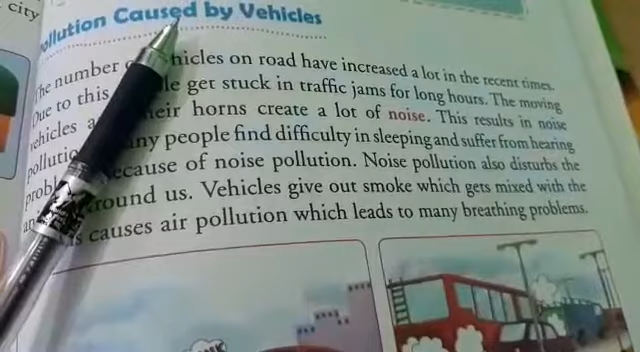 city
Pollution Caused by Vehicles
The number hicles on road have increased a lot in the recent times.
Due to this le get stuck in traffic jams for long hours. The moving
vehicles a heir horns create a lot of noise. This results in noise
pollutio ny people find difficulty in sleeping and suffer from hearing
prob ecause of noise pollution. Noise pollution also disturbs the
an round us. Vehicles give out smoke which gets mixed with the
s causes air pollution which leads to many breathing problems.